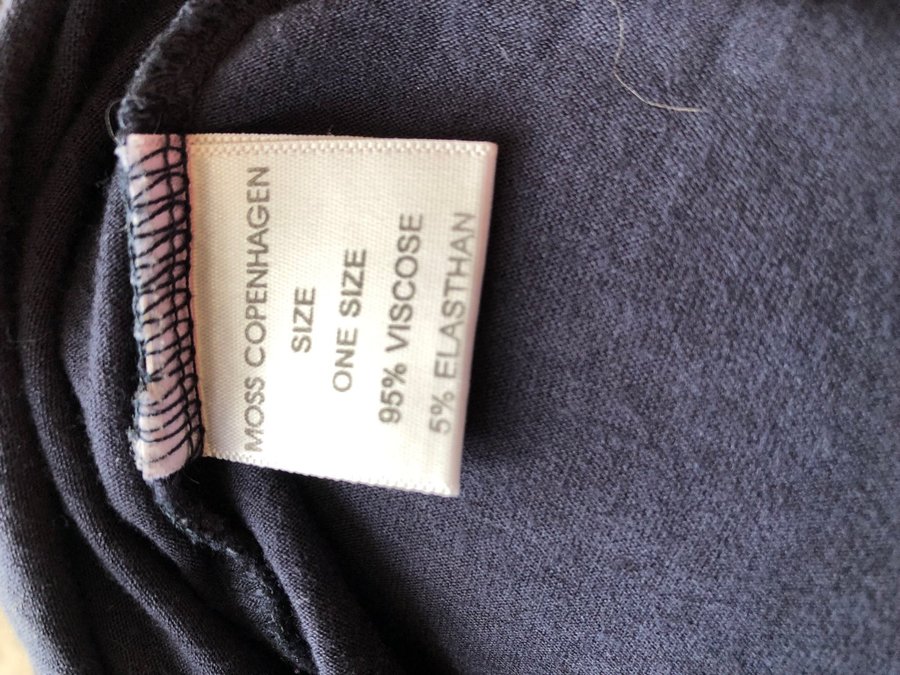 MOSS COPENHAGEN
SIZE
ONE SIZE
95% VISCOSE
5% ELASTHAN